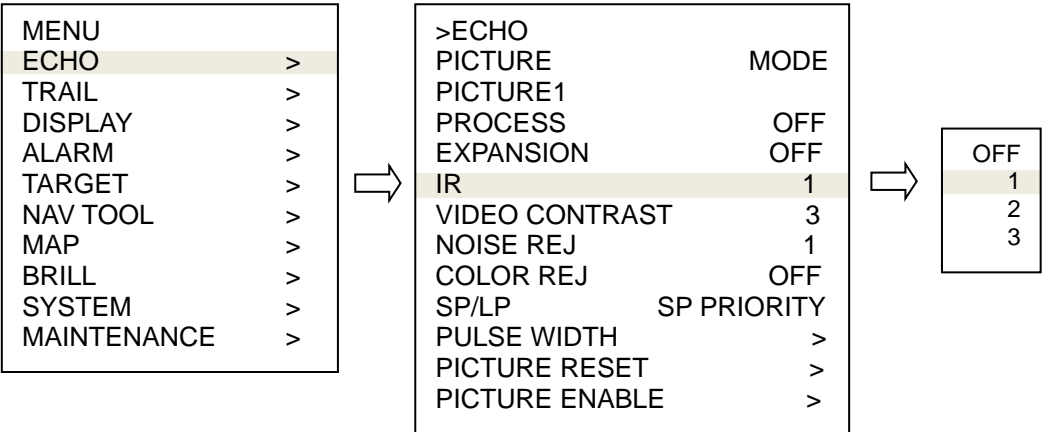 MENU
ECHO >
TRAIL >
DISPLAY >
ALARM >
TARGET >
NAV TOOL >
MAP >
BRILL >
SYSTEM >
MAINTENANCE >
>ECHO
PICTURE MODE
PICTURE1
PROCESS OFF
EXPANSION OFF
IR 1
VIDEO CONTRAST 3
NOISE REJ 1
COLOR REJ OFF
SP/LP SP PRIORITY
PULSE WIDTH >
PICTURE RESET >
PICTURE ENABLE >
OFF
1
2
3